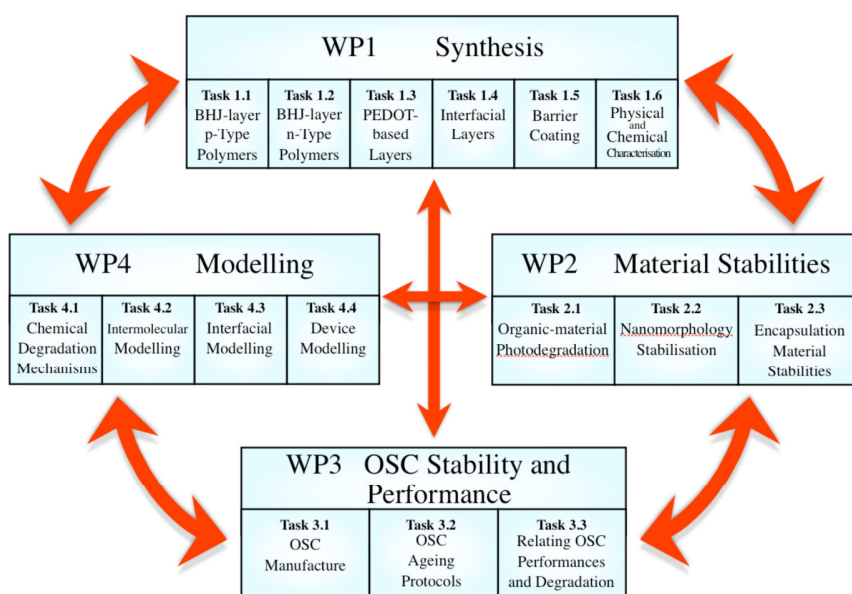 WP1 Synthesis
Task 1.1
BHJ-layer
p-Type
Polymers
Task 1.2
BHJ-layer
n-Type
Polymers
Task 1.3
PEDOT-
based
Layers
Task 1.4
Interfacial
Layers
Task 1.5
Barrier
Coating
Task 1.6
Physical
and
Chemical
Characterisation
WP4 Modelling
Task 4.1
Chemical
Degradation
Mechanisms
Task 4.2
Intermolecular
Modelling
Task 4.3
Interfacial
Modelling
Task 4.4
Device
Modelling
WP2 Material Stabilities
Task 2.1
Organic-material
Photodegradation
Task 2.2
Nanomorphology
Stabilisation
Task 2.3
Encapsulation
Material
Stabilities
WP3 OSC Stability and
Performance
Task 3.1
OSC
Manufacture
Task 3.2
OSC
Ageing
Protocols
Task 3.3
Relating OSC
Performances
and Degradation